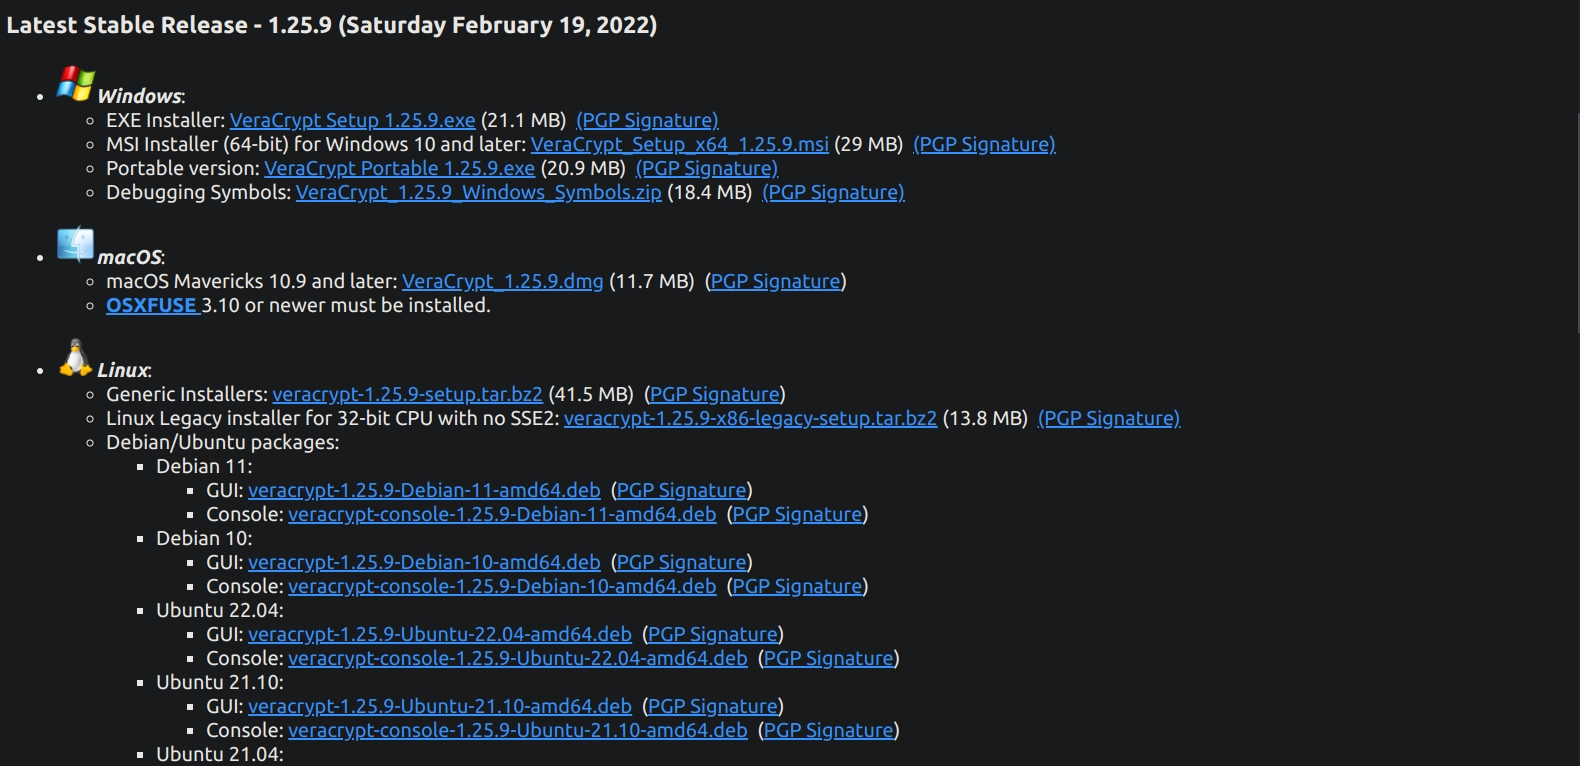 Latest Stable Release - 1.25.9 (Saturday February 19, 2022)
Windows:
EXE Installer: VeraCrypt Setup 1.25.9.exe (21.1 MB) (PGP Signature)
MSI Installer (64-bit) for Windows 10 and later: VeraCrypt_Setup_x64_1.25.9.msi (29 MB) (PGP Signature)
Portable version: VeraCrypt Portable 1.25.9.exe (20.9 MB) (PGP Signature)
Debugging Symbols: VeraCrypt_1.25.9_Windows_Symbols.zip (18.4 MB) (PGP Signature)
macOS:
macOS Mavericks 10.9 and later: VeraCrypt_1.25.9.dmg (11.7 MB) (PGP Signature)
OSXFUSE 3.10 or newer must be installed.
Linux:
Generic Installers: veracrypt-1.25.9-setup.tar.bz2 (41.5 MB) (PGP Signature)
Linux Legacy installer for 32-bit CPU with no SSE2: veracrypt-1.25.9-x86-legacy-setup.tar.bz2 (13.8 MB) (PGP Signature)
Debian/Ubuntu packages:
Debian 11:
GUI: veracrypt-1.25.9-Debian-11-amd64.deb (PGP Signature)
Console: veracrypt-console-1.25.9-Debian-11-amd64.deb (PGP Signature)
Debian 10:
GUI: veracrypt-1.25.9-Debian-10-amd64.deb (PGP Signature)
Console: veracrypt-console-1.25.9-Debian-10-amd64.deb (PGP Signature)
Ubuntu 22.04:
GUI: veracrypt-1.25.9-Ubuntu-22.04-amd64.deb (PGP Signature)
Console: veracrypt-console-1.25.9-Ubuntu-22.04-amd64.deb (PGP Signature)
Ubuntu 21.10:
GUI: veracrypt-1.25.9-Ubuntu-21.10-amd64.deb (PGP Signature)
Console: veracrypt-console-1.25.9-Ubuntu-21.10-amd64.deb (PGP Signature)
Ubuntu 21.04: